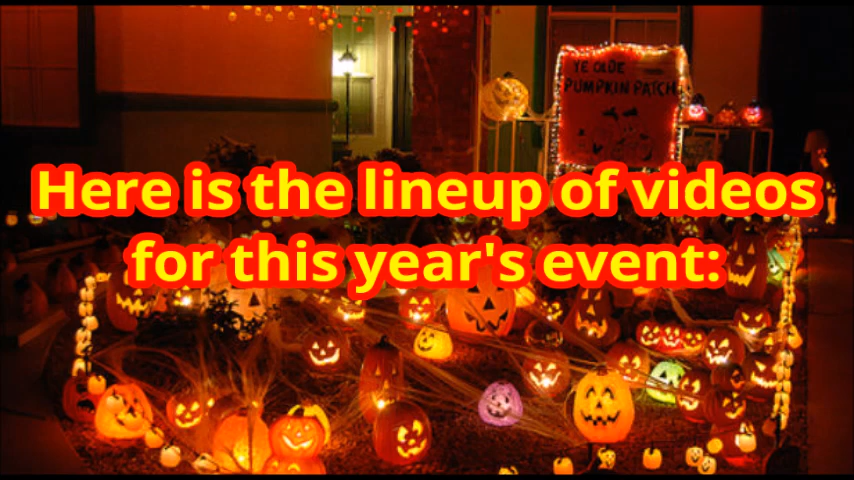 YE OLDE
PUMPKIN PATCH
Here is the lineup of videos
for this year's event: